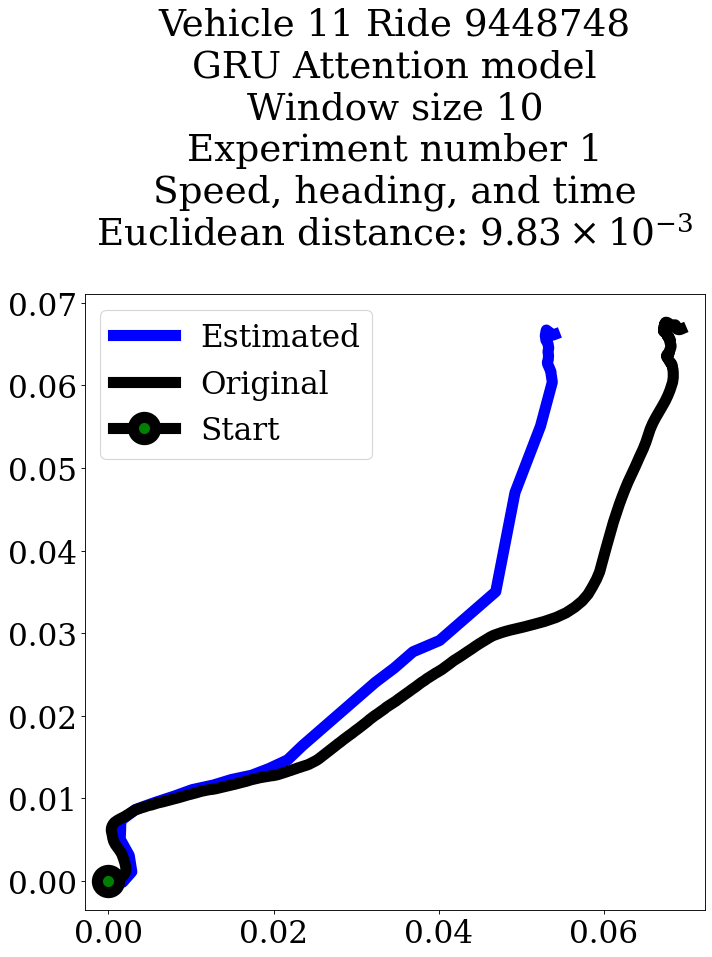 Vehicle 11 Ride 9448748
GRU Attention model
Window size 10
Experiment number 1
Speed, heading, and time
Euclidean distance: 9.83 × 10⁻³
0.07
0.06
0.05
0.04
0.03
0.02
0.01
0.00
Estimated
Original
Start
0.00 0.02 0.04 0.06